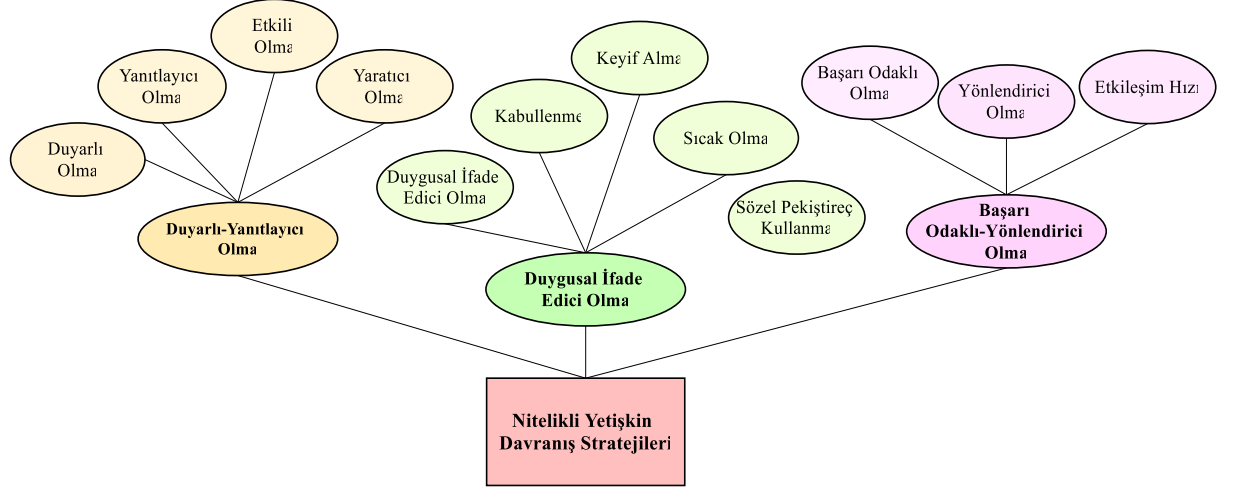 Etkili
Olma
Yanıtlayıcı
Olma
Yaratıcı
Olma
Duyarlı
Olma
Duyarlı-Yanıtlayıcı
Olma
Keyif Alma
Kabullenme
Sıcak Olma
Duygusal İfade
Edici Olma
Sözel Pekiştireç
Kullanma
Duygusal İfade
Edici Olma
Başarı Odaklı
Olma
Yönlendirici
Olma
Etkileşim Hızı
Başarı
Odaklı-Yönlendirici
Olma
Nitelikli Yetişkin
Davranış Stratejileri